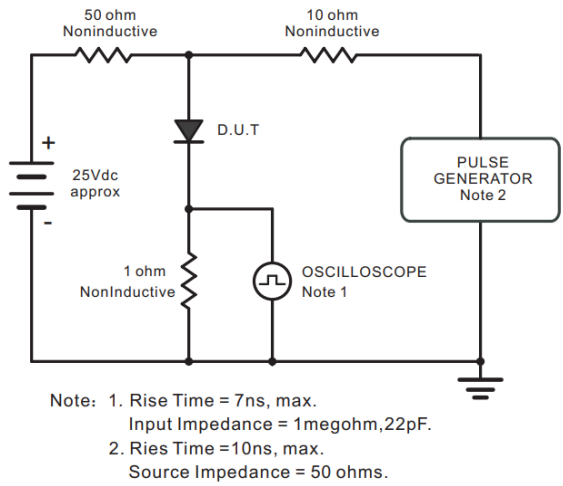 50 ohm
Noninductive
10 ohm
Noninductive
D.U.T
+
25Vdc
approx
-
PULSE
GENERATOR
Note 2
1 ohm
NonInductive
OSCILLOSCOPE
Note 1
Note: 1. Rise Time = 7ns, max.
Input Impedance = 1megohm,22pF.
2. Ries Time =10ns, max.
Source Impedance = 50 ohms.